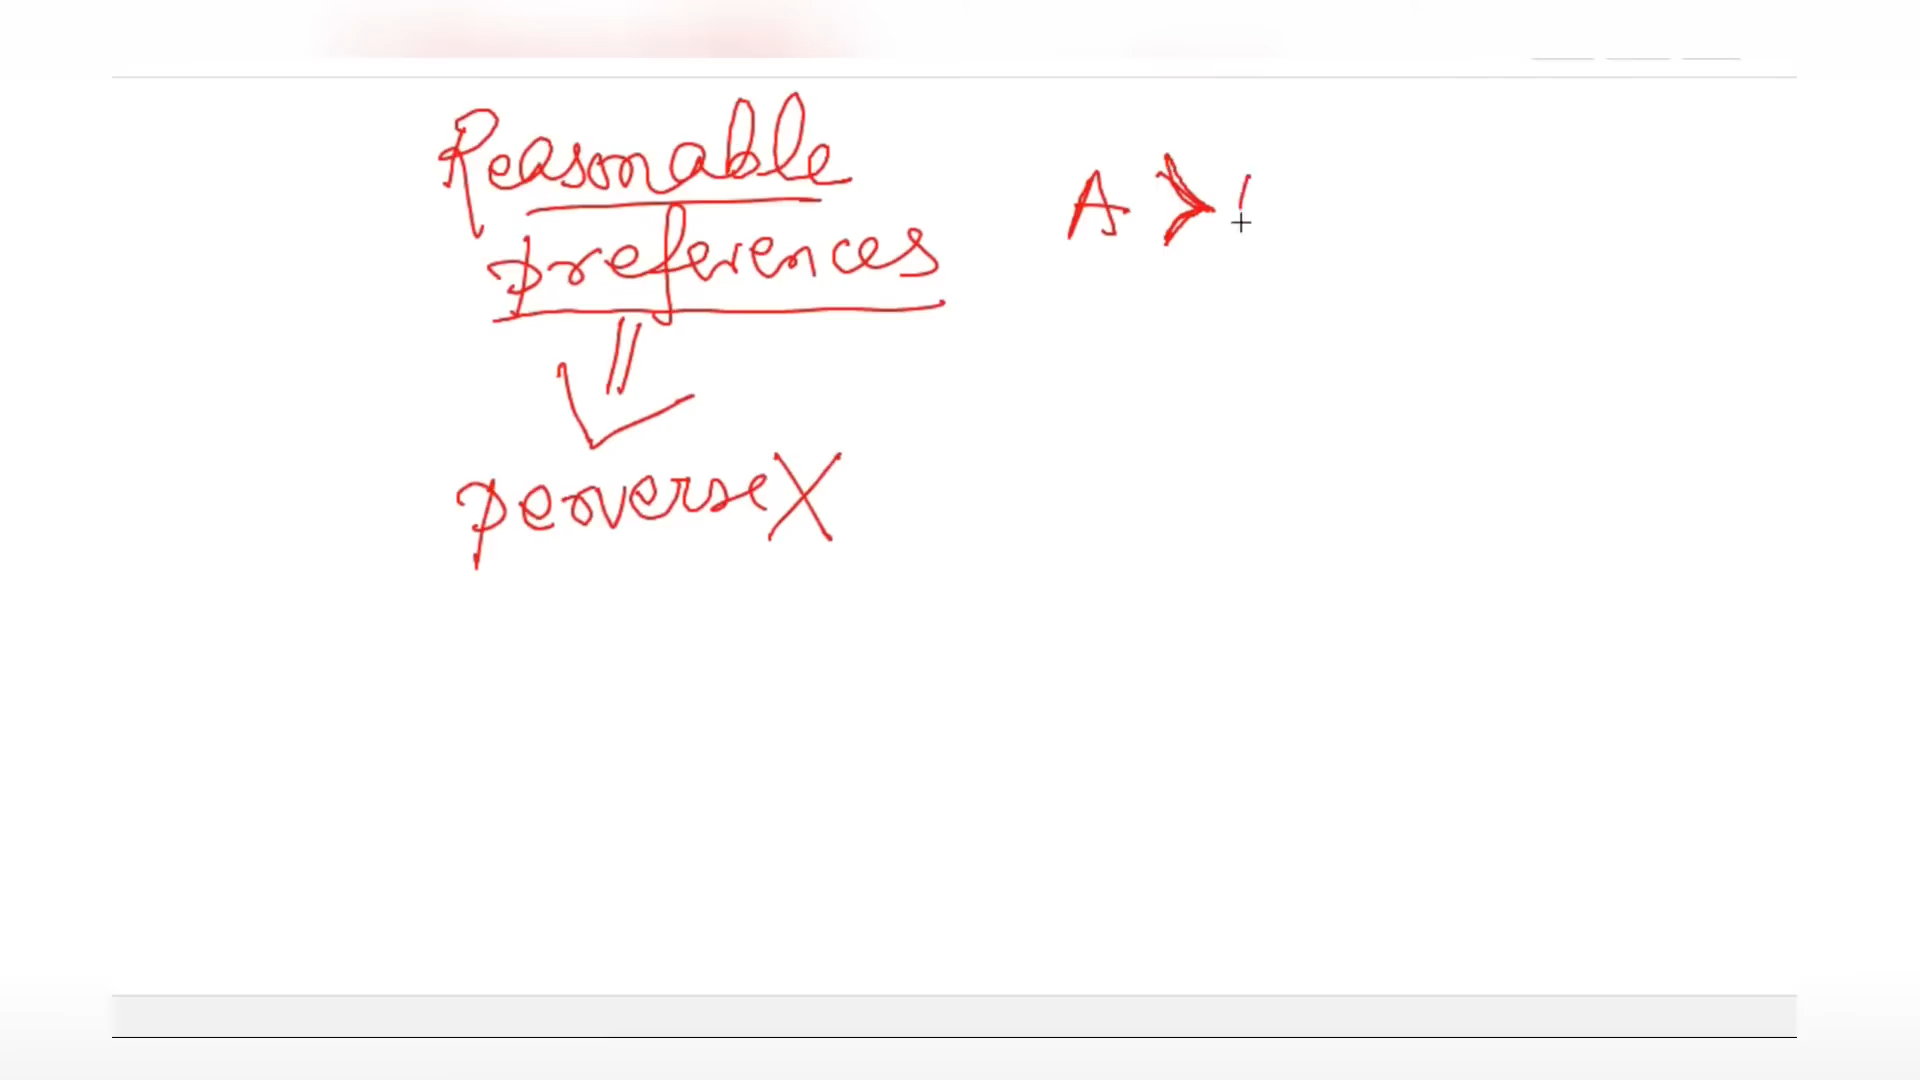 Reasonable
preferences
perverse X
A ≻